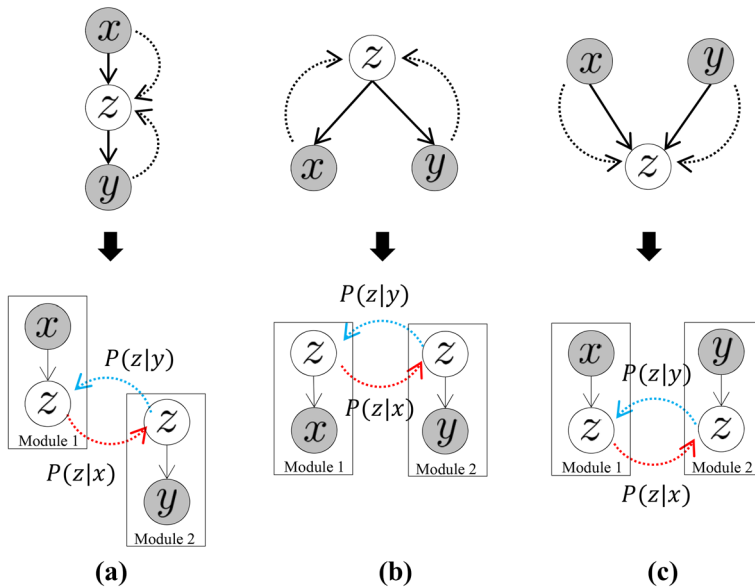 x
z
y
z
x
y
x
y
z
x
z
Module 1
P(z|y)
P(z|x)
z
y
Module 2
P(z|y)
z
z
P(z|x)
x
y
Module 1
Module 2
x
y
P(z|y)
z
z
Module 1
Module 2
P(z|x)
(a)
(b)
(c)